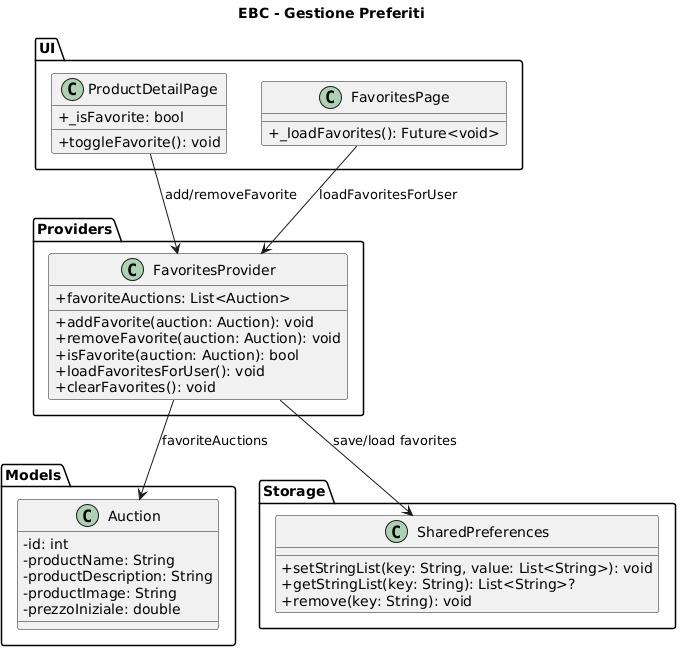 EBC - Gestione Preferiti
UI
C ProductDetailPage
+_isFavorite: bool
+toggleFavorite(): void
C FavoritesPage
+_loadFavorites(): Future<void>
add/removeFavorite
loadFavoritesForUser
Providers
C FavoritesProvider
+favoriteAuctions: List<Auction>
+addFavorite(auction: Auction): void
+removeFavorite(auction: Auction): void
+isFavorite(auction: Auction): bool
+loadFavoritesForUser(): void
+clearFavorites(): void
favoriteAuctions
save/load favorites
Models
C Auction
-id: int
-productName: String
-productDescription: String
-productImage: String
-prezzoIniziale: double
Storage
C SharedPreferences
+setStringList(key: String, value: List<String>): void
+getStringList(key: String): List<String>?
+remove(key: String): void